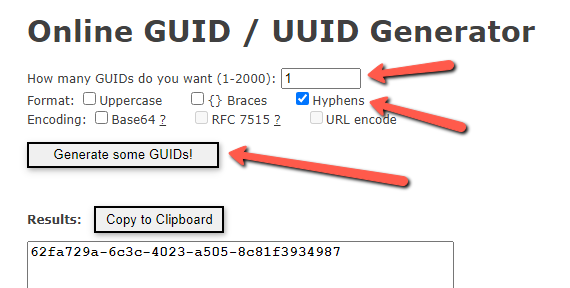 Online GUID / UUID Generator
How many GUIDs do you want (1-2000): 1
Format: Uppercase {} Braces Hyphens
Encoding: Base64 ? RFC 7515 ? URL encode
Generate some GUIDs!
Results: Copy to Clipboard
62fa729a-6c3c-4023-a505-8c81f3934987